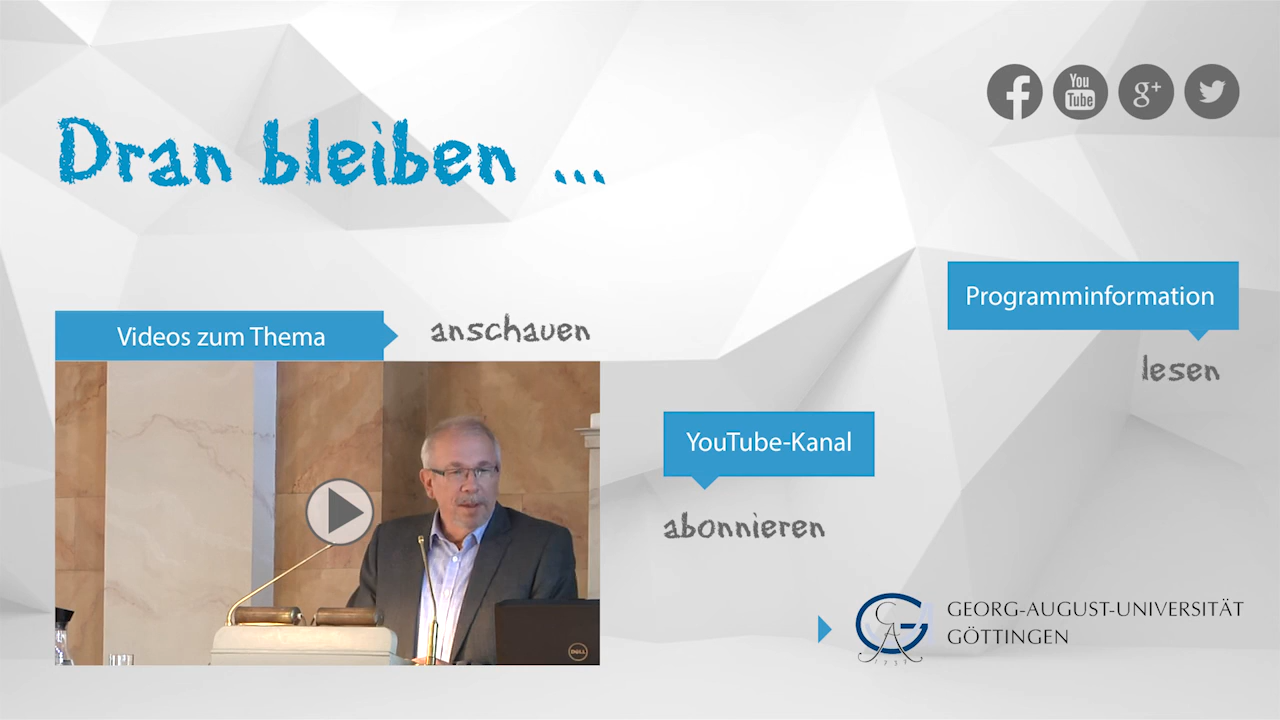 You
Tube
g+
Dran bleiben ...
Programminformation
lesen
Videos zum Thema
anschauen
YouTube-Kanal
abonnieren
DELL
GEORG-AUGUST-UNIVERSITÄT
GÖTTINGEN